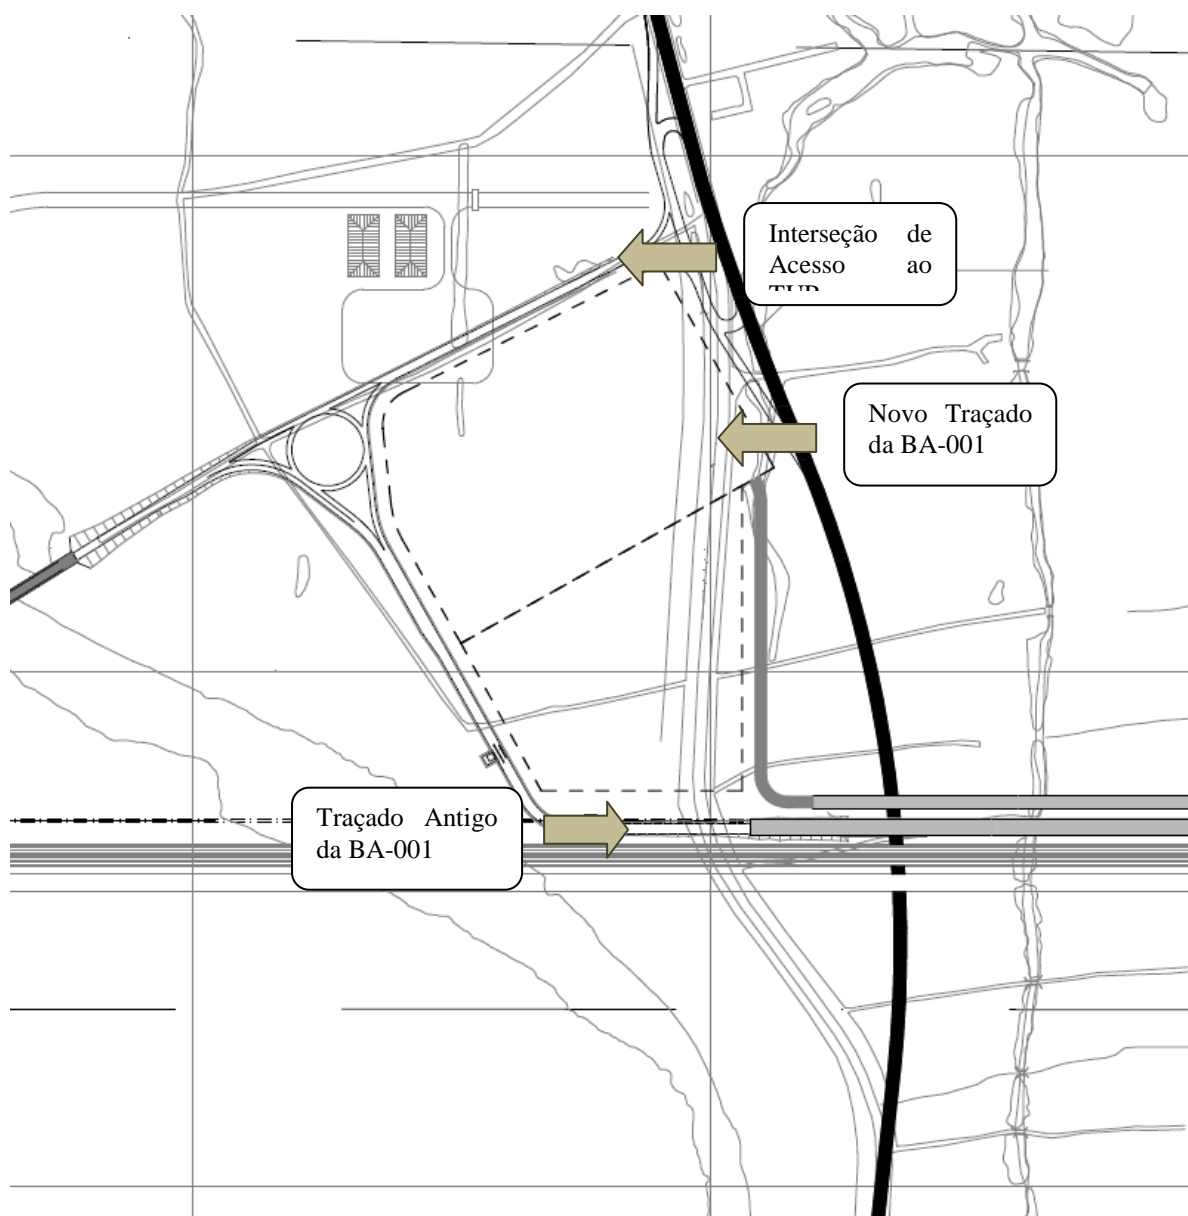 Interseção de
Acesso ao
Novo Traçado
da BA-001
Traçado Antigo
da BA-001